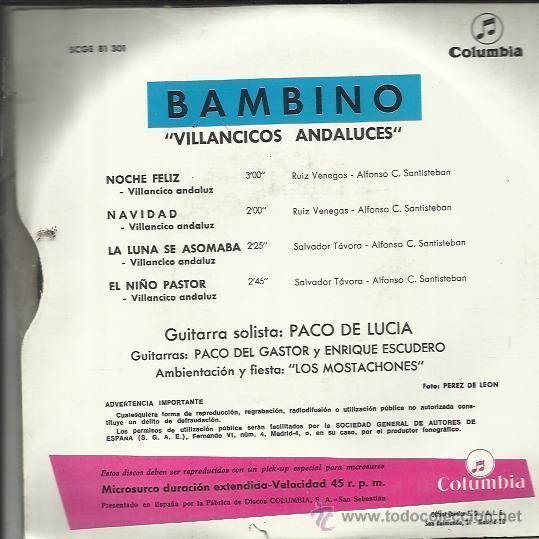 SCGE 81 301
Columbia
BAMBINO
"VILLANCICOS ANDALUCES"
NOCHE FELIZ 3'00" Ruiz Venegas - Alfonso C. Santisteban
- Villancico andaluz
NAVIDAD 2'00" Ruiz Venegas - Alfonso C. Santisteban
- Villancico andaluz
LA LUNA SE ASOMABA 2'25" Salvador Távora - Alfonso C. Santisteban
- Villancico andaluz
EL NIÑO PASTOR 2'45" Salvador Távora - Alfonso C. Santisteban
- Villancico andaluz
Guitarra solista: PACO DE LUCIA
Guitarras: PACO DEL GASTOR y ENRIQUE ESCUDERO
Ambientación y fiesta: "LOS MOSTACHONES"
Foto: PEREZ DE LEON
ADVERTENCIA IMPORTANTE
Cualesquiera forma de reproducción, regrabación, radiodifusión o utilización pública no autorizada cons-
tituye un delito de defraudación.
Los permisos de utilización pública serán facilitados por la SOCIEDAD GENERAL DE AUTORES DE
ESPAÑA (S. G. A. E.), Fernando VI, núm. 4, Madrid-4, o, en su caso, por el productor fonográfico.
Estos discos deben ser reproducidos con un pick-up especial para microsurco
Microsurco duración extendida-Velocidad 45 r. p. m.
Presentado en España por la Fábrica de Discos COLUMBIA, S. A.-San Sebastián
Columbia
San Raimundo,
todocoleccion.net